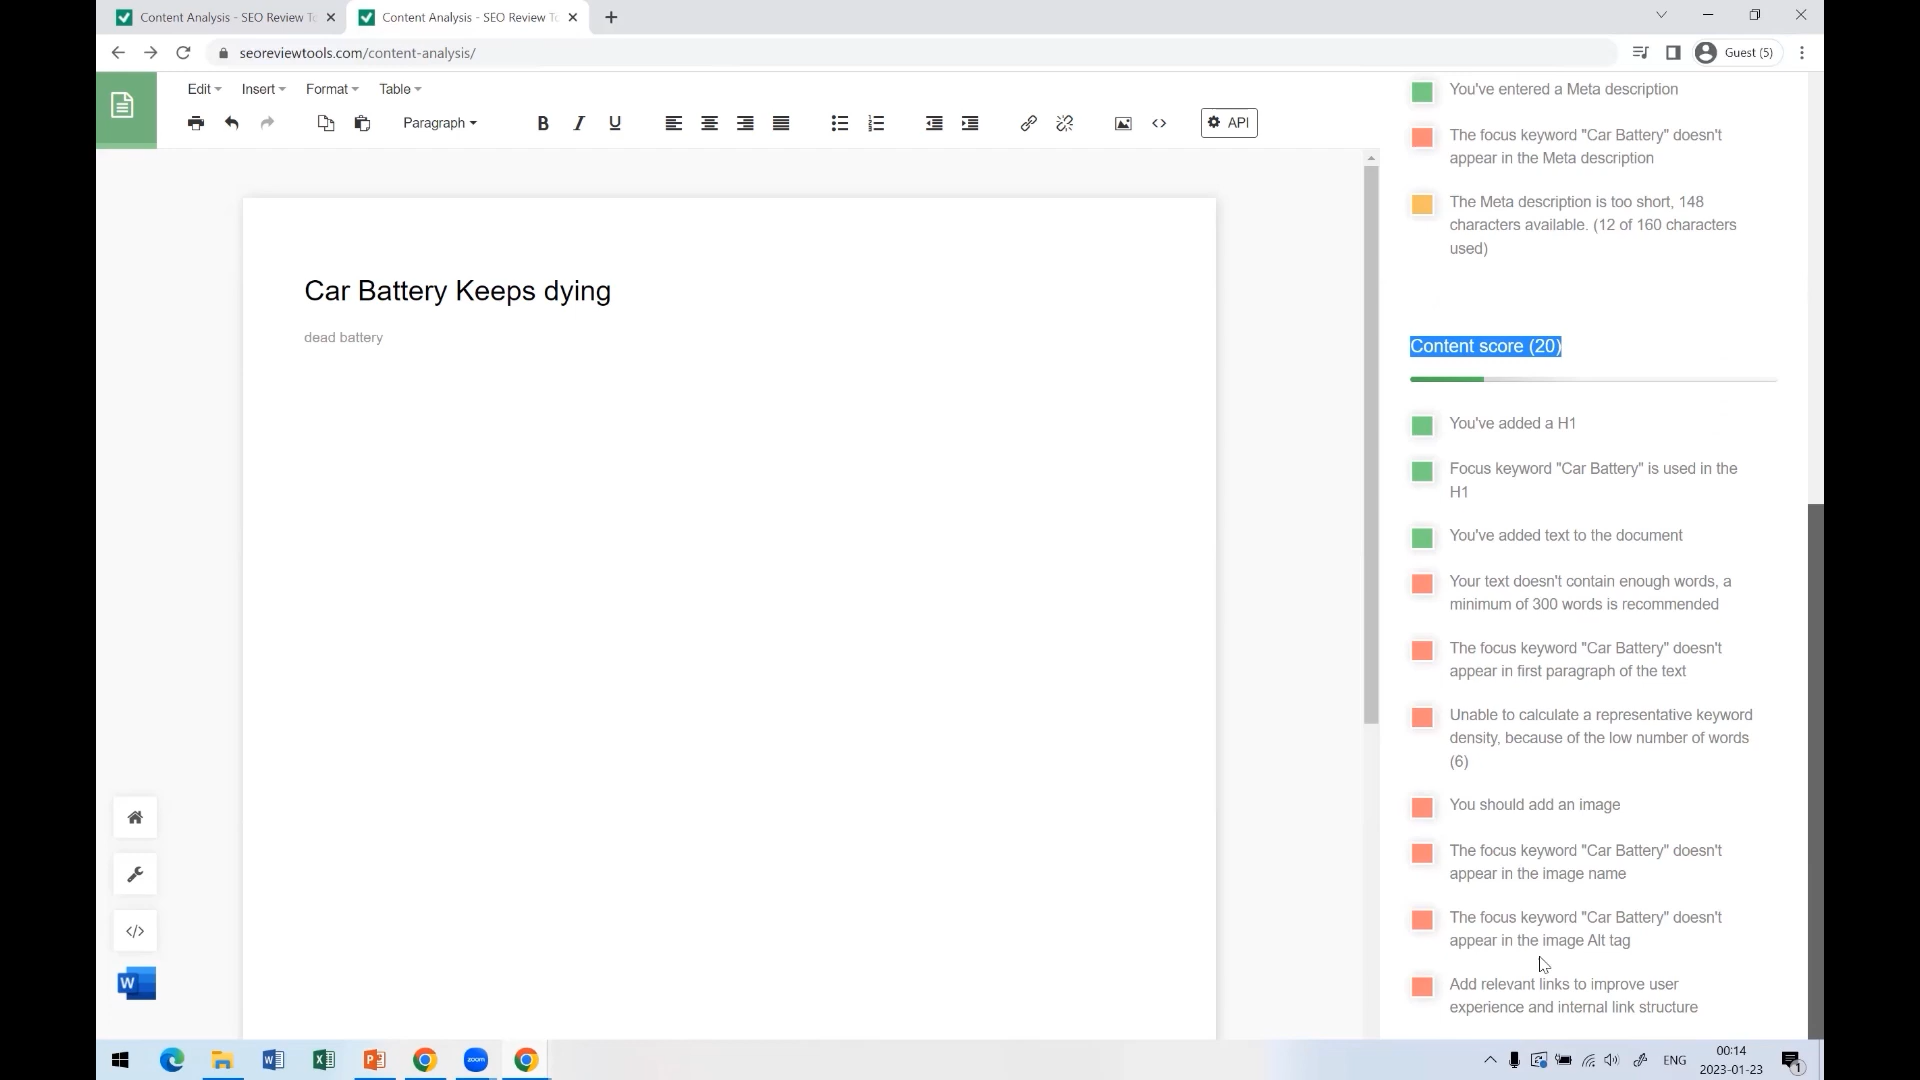 Content Analysis - SEO Review To
Content Analysis - SEO Review To
seoreviewtools.com/content-analysis/
Guest (5)
Edit
Insert
Format
Table
Paragraph
B
I
U
API
Car Battery Keeps dying
dead battery
You've entered a Meta description
The focus keyword "Car Battery" doesn't
appear in the Meta description
The Meta description is too short, 148
characters available. (12 of 160 characters
used)
Content score (20)
You've added a H1
Focus keyword "Car Battery" is used in the
H1
You've added text to the document
Your text doesn't contain enough words, a
minimum of 300 words is recommended
The focus keyword "Car Battery" doesn't
appear in first paragraph of the text
Unable to calculate a representative keyword
density, because of the low number of words
(6)
You should add an image
The focus keyword "Car Battery" doesn't
appear in the image name
The focus keyword "Car Battery" doesn't
appear in the image Alt tag
Add relevant links to improve user
experience and internal link structure
W
zoom
ENG
00:14
2023-01-23
1